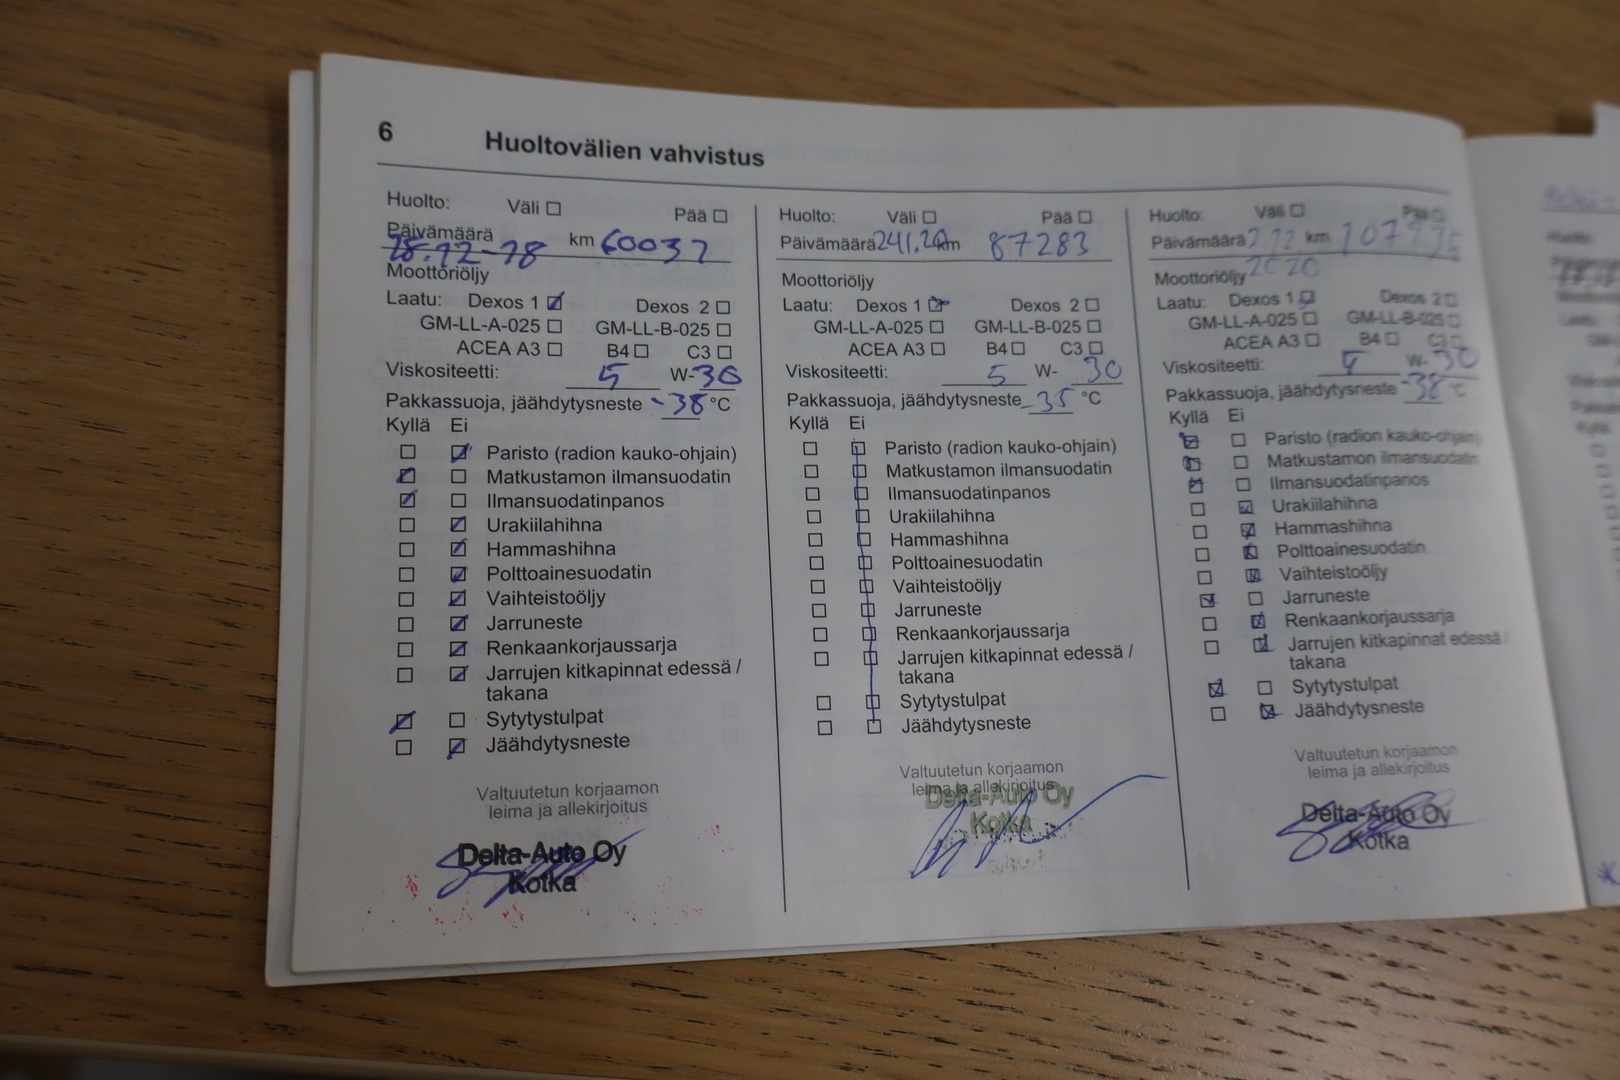 6 Huoltovälien vahvistus
Huolto: Väli Pää
Päivämäärä km 60037
18.12-18
Moottoriöljy
Laatu: Dexos 1 Dexos 2
GM-LL-A-025 GM-LL-B-025
ACEA A3 B4 C3
Viskositeetti: 5 W-30
Pakkassuoja, jäähdytysneste -38 °C
Kyllä Ei
Paristo (radion kauko-ohjain)
Matkustamon ilmansuodatin
Ilmansuodatinpanos
Urakiilahihna
Hammashihna
Polttoainesuodatin
Vaihteistoöljy
Jarruneste
Renkaankorjaussarja
Jarrujen kitkapinnat edessä /
takana
Sytytystulpat
Jäähdytysneste
Valtuutetun korjaamon
leima ja allekirjoitus
Delta-Auto Oy
Kotka
Huolto: Väli Pää
Päivämäärä 241.20 km 87283
Moottoriöljy
Laatu: Dexos 1 Dexos 2
GM-LL-A-025 GM-LL-B-025
ACEA A3 B4 C3
Viskositeetti: 5 W- 30
Pakkassuoja, jäähdytysneste -35 °C
Kyllä Ei
Paristo (radion kauko-ohjain)
Matkustamon ilmansuodatin
Ilmansuodatinpanos
Urakiilahihna
Hammashihna
Polttoainesuodatin
Vaihteistoöljy
Jarruneste
Renkaankorjaussarja
Jarrujen kitkapinnat edessä /
takana
Sytytystulpat
Jäähdytysneste
Valtuutetun korjaamon
leima ja allekirjoitus
Delta-Auto Oy
Kotka
Huolto: Väli Pää
Päivämäärä 2.12 km 107935
Moottoriöljy 2020
Laatu: Dexos 1 Dexos 2
GM-LL-A-025 GM-LL-B-025
ACEA A3 B4 C3
Viskositeetti: 5 W-30
Pakkassuoja, jäähdytysneste -38 °C
Kyllä Ei
Paristo (radion kauko-ohjain)
Matkustamon ilmansuodatin
Ilmansuodatinpanos
Urakiilahihna
Hammashihna
Polttoainesuodatin
Vaihteistoöljy
Jarruneste
Renkaankorjaussarja
Jarrujen kitkapinnat edessä /
takana
Sytytystulpat
Jäähdytysneste
Valtuutetun korjaamon
leima ja allekirjoitus
Delta-Auto Oy
Kotka